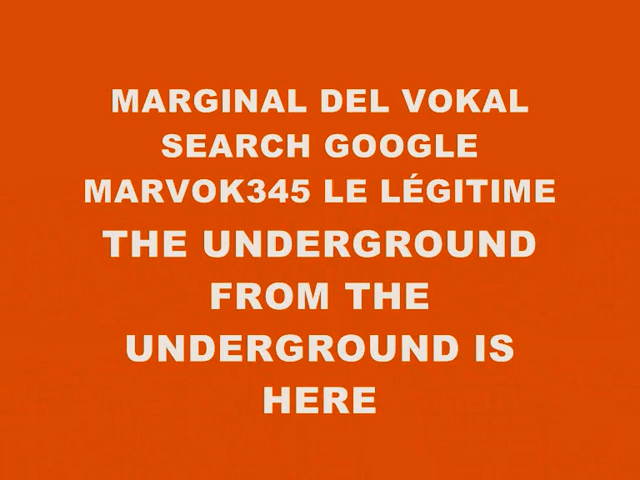 MARGINAL DEL VOKAL
SEARCH GOOGLE
MARVOK345 LE LÉGITIME
THE UNDERGROUND
FROM THE
UNDERGROUND IS
HERE